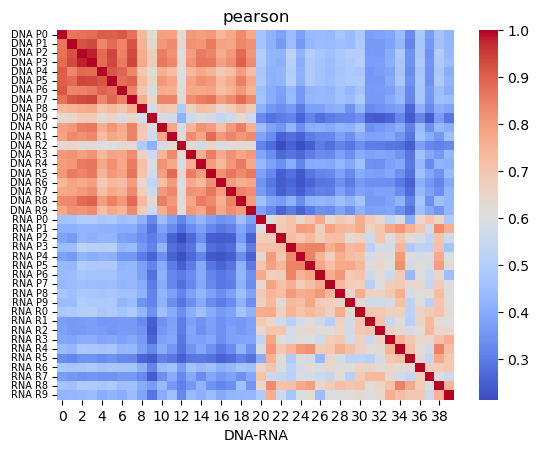 pearson
DNA P0
DNA P1
DNA P2
DNA P3
DNA P4
DNA P5
DNA P6
DNA P7
DNA P8
DNA P9
DNA R0
DNA R1
DNA R2
DNA R3
DNA R4
DNA R5
DNA R6
DNA R7
DNA R8
DNA R9
RNA P0
RNA P1
RNA P2
RNA P3
RNA P4
RNA P5
RNA P6
RNA P7
RNA P8
RNA P9
RNA R0
RNA R1
RNA R2
RNA R3
RNA R4
RNA R5
RNA R6
RNA R7
RNA R8
RNA R9
0 2 4 6 8 10 12 14 16 18 20 22 24 26 28 30 32 34 36 38
DNA-RNA
1.0
0.9
0.8
0.7
0.6
0.5
0.4
0.3